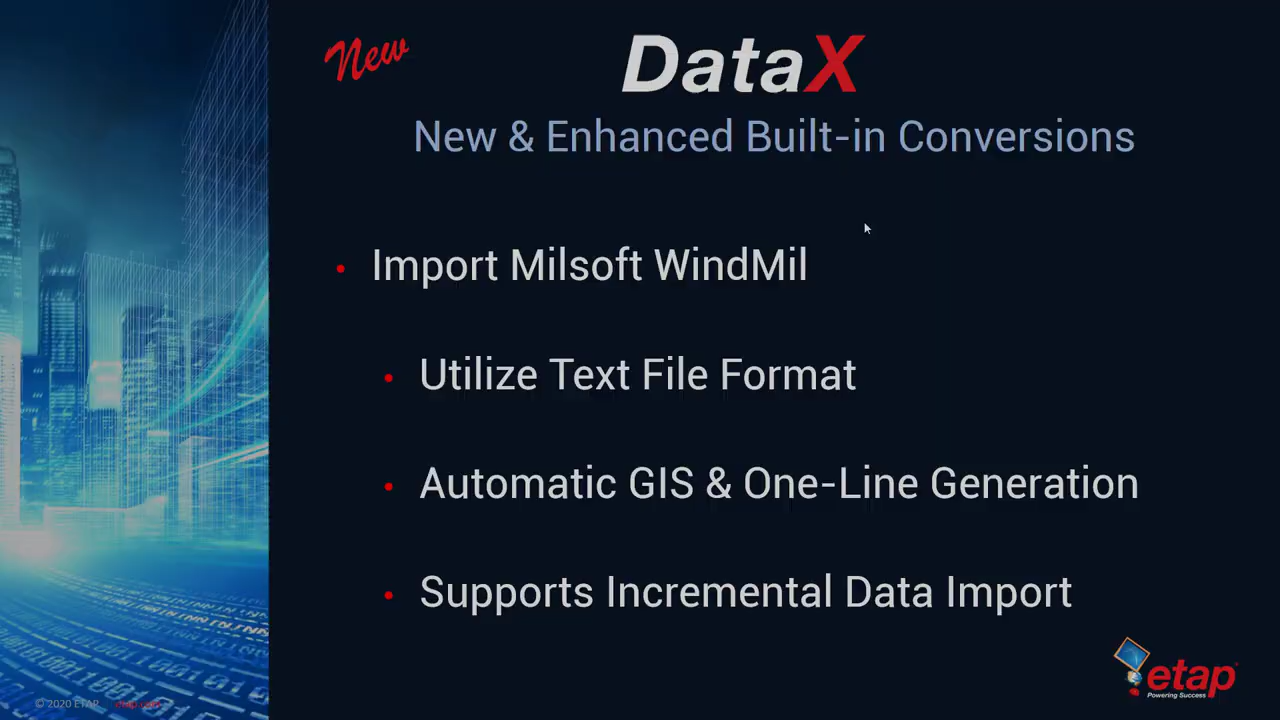 New
DataX
New & Enhanced Built-in Conversions
• Import Milsoft WindMil
• Utilize Text File Format
• Automatic GIS & One-Line Generation
• Supports Incremental Data Import
etap
Powering Success
© 2020 ETAP